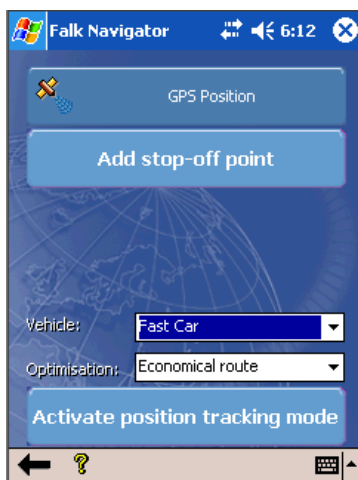 Falk Navigator 6:12
GPS Position
Add stop-off point
Vehicle: Fast Car
Optimisation: Economical route
Activate position tracking mode